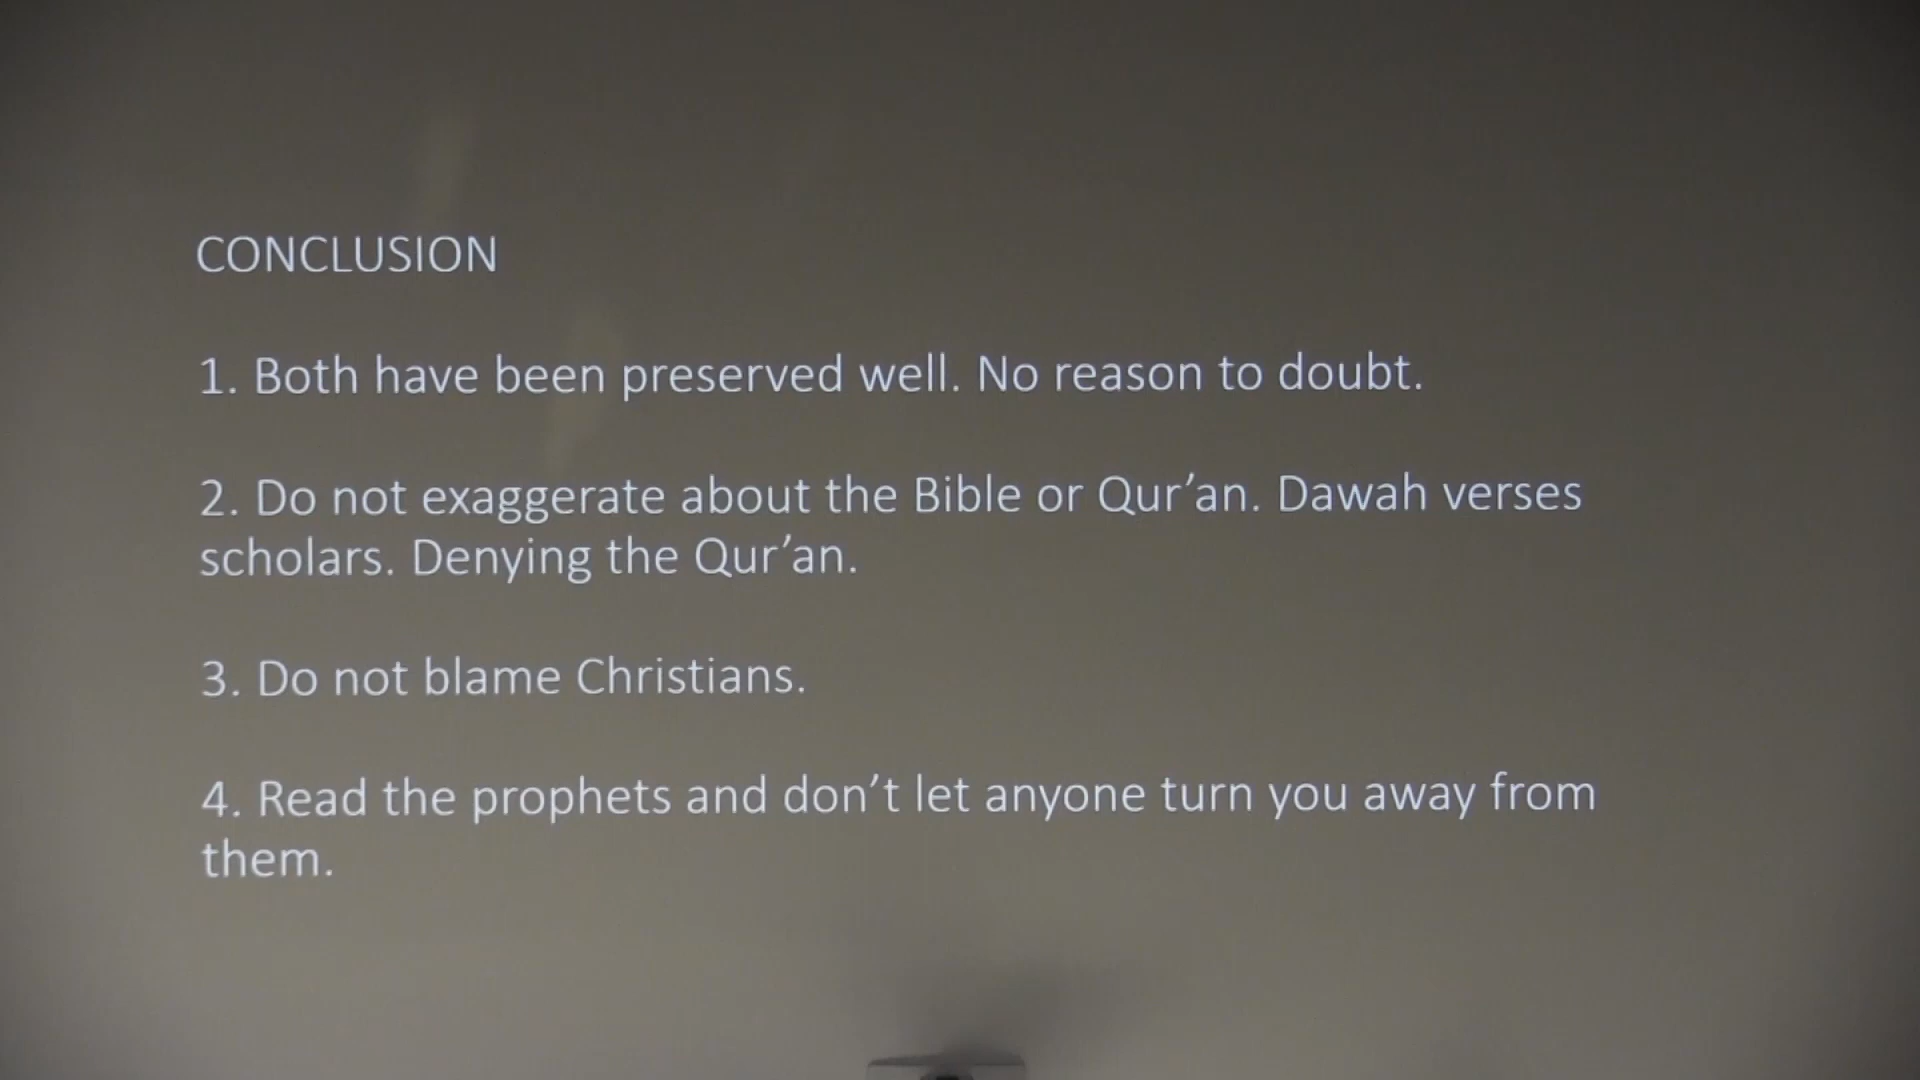 CONCLUSION
1. Both have been preserved well. No reason to doubt.
2. Do not exaggerate about the Bible or Qur’an. Dawah verses
scholars. Denying the Qur’an.
3. Do not blame Christians.
4. Read the prophets and don’t let anyone turn you away from
them.